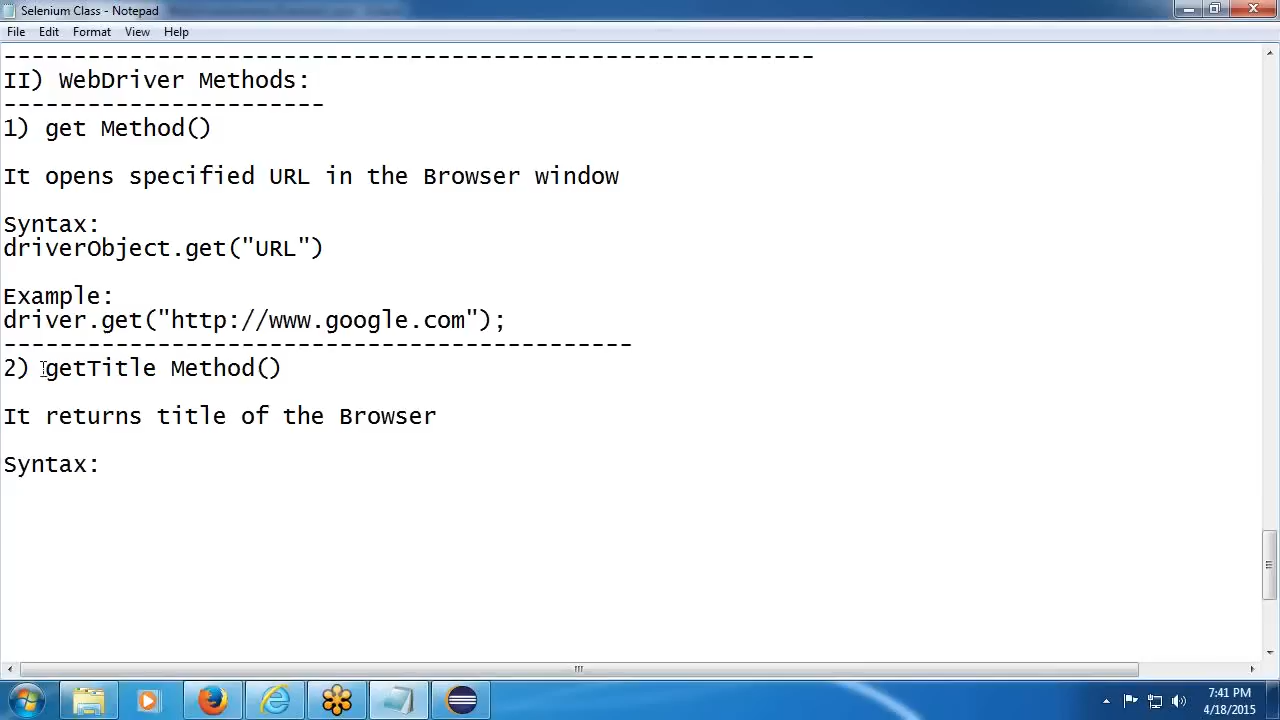 Selenium Class - Notepad
File Edit Format View Help
----------------------------------------------------------
II) WebDriver Methods:
-----------------------
1) get Method()
It opens specified URL in the Browser window
Syntax:
driverObject.get("URL")
Example:
driver.get("http://www.google.com");
---------------------------------------------
2) getTitle Method()
It returns title of the Browser
Syntax:
7:41 PM
4/18/2015